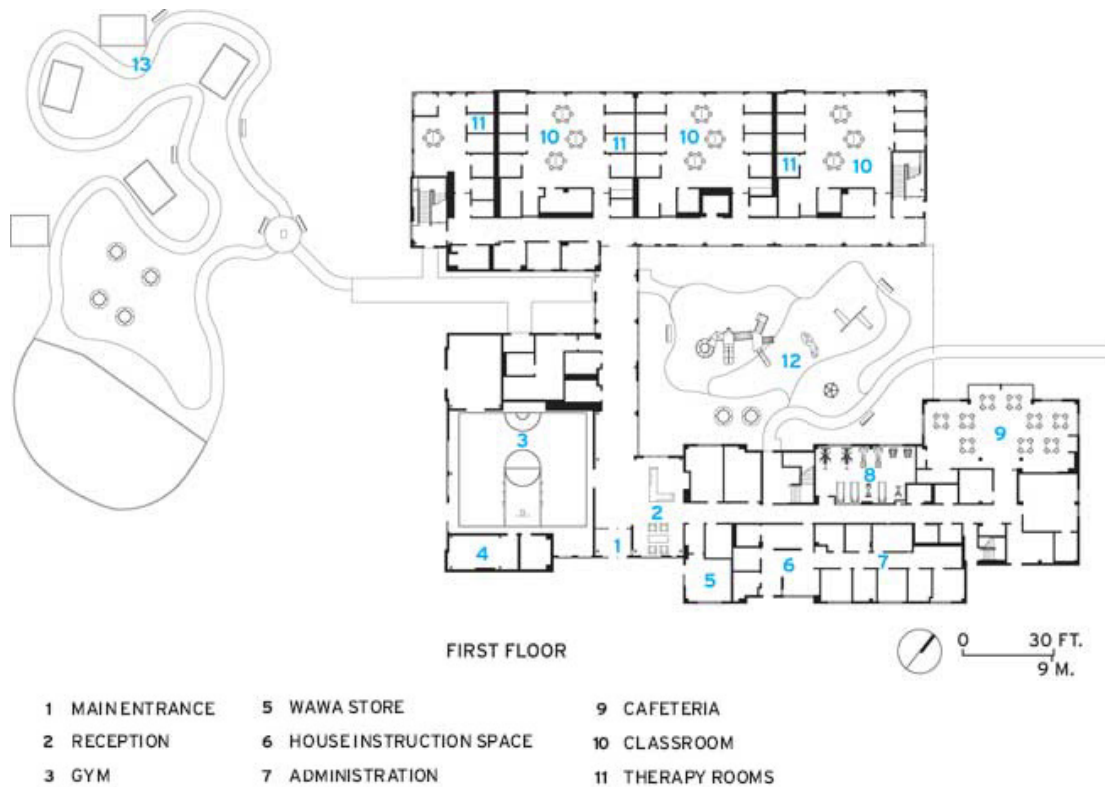 13
11
10
11
10
11
10
12
9
3
8
2
1
4
5
6
7
FIRST FLOOR
0 30 FT.
9 M.
1 MAIN ENTRANCE
2 RECEPTION
3 GYM
5 WAWA STORE
6 HOUSE INSTRUCTION SPACE
7 ADMINISTRATION
9 CAFETERIA
10 CLASSROOM
11 THERAPY ROOMS